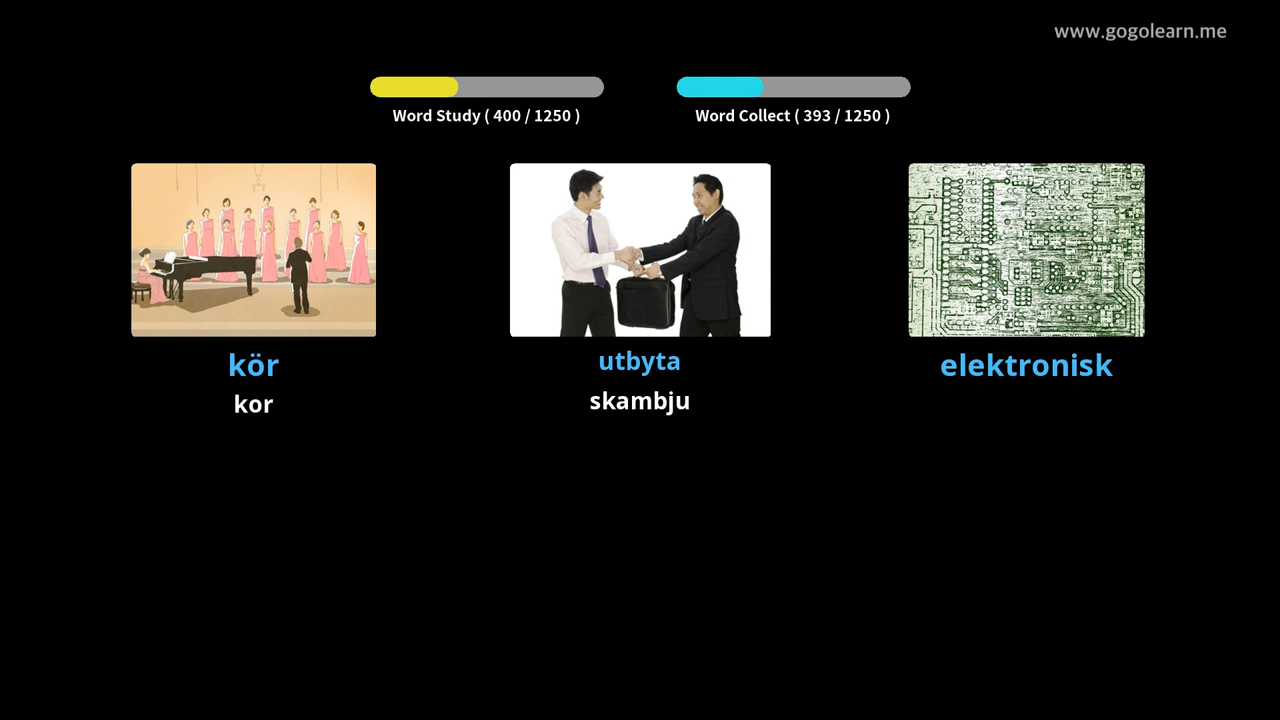 www.gogolearn.me
Word Study ( 400 / 1250 )
Word Collect ( 393 / 1250 )
kör
kor
utbyta
skambju
elektronisk